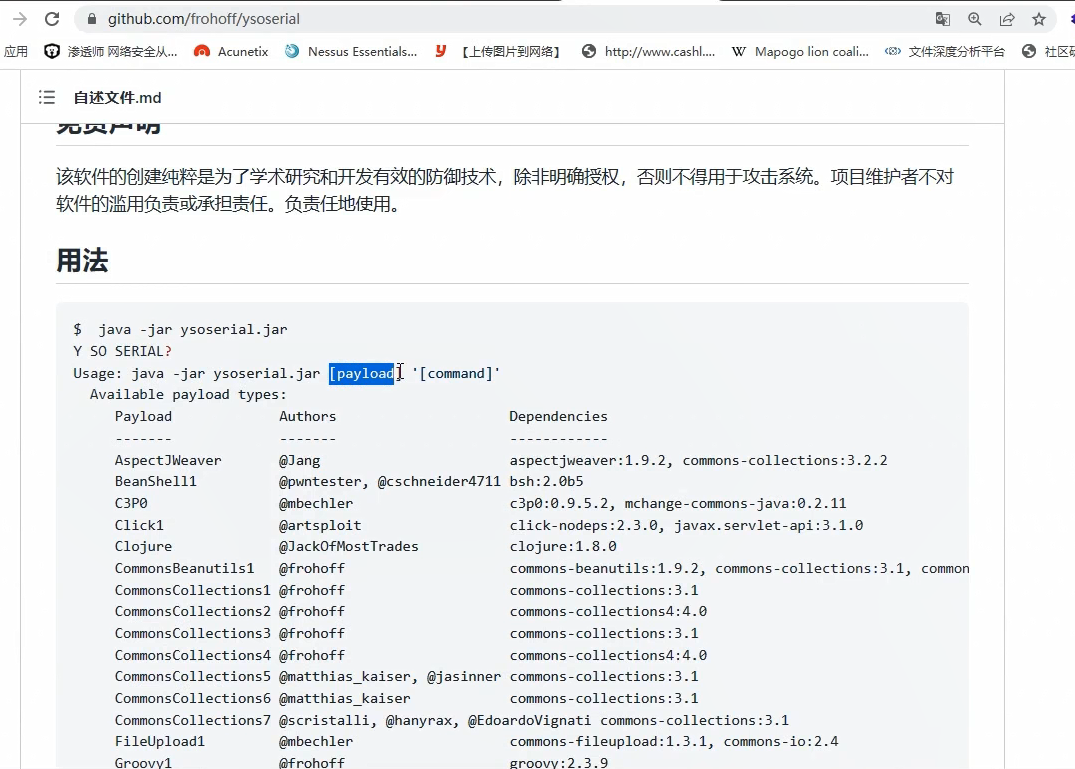 github.com/frohoff/ysoserial
应用 渗透师 网络安全从... Acunetix Nessus Essentials... 【上传图片到网络】 http://www.cashl.... W Mapogo lion coali... 文件深度分析平台 社区
自述文件.md
免责声明
该软件的创建纯粹是为了学术研究和开发有效的防御技术，除非明确授权，否则不得用于攻击系统。项目维护者不对
软件的滥用负责或承担责任。负责任地使用。
用法
$ java -jar ysoserial.jar
Y SO SERIAL?
Usage: java -jar ysoserial.jar [payload] '[command]'
Available payload types:
Payload Authors Dependencies
------- ------- ------------
AspectJWeaver @Jang aspectjweaver:1.9.2, commons-collections:3.2.2
BeanShell1 @pwntester, @cschneider4711 bsh:2.0b5
C3P0 @mbechler c3p0:0.9.5.2, mchange-commons-java:0.2.11
Click1 @artsploit click-nodeps:2.3.0, javax.servlet-api:3.1.0
Clojure @JackOfMostTrades clojure:1.8.0
CommonsBeanutils1 @frohoff commons-beanutils:1.9.2, commons-collections:3.1, common
CommonsCollections1 @frohoff commons-collections:3.1
CommonsCollections2 @frohoff commons-collections4:4.0
CommonsCollections3 @frohoff commons-collections:3.1
CommonsCollections4 @frohoff commons-collections4:4.0
CommonsCollections5 @matthias_kaiser, @jasinner commons-collections:3.1
CommonsCollections6 @matthias_kaiser commons-collections:3.1
CommonsCollections7 @scristalli, @hanyrax, @EdoardoVignati commons-collections:3.1
FileUpload1 @mbechler commons-fileupload:1.3.1, commons-io:2.4
Groovy1 @frohoff groovy:2.3.9